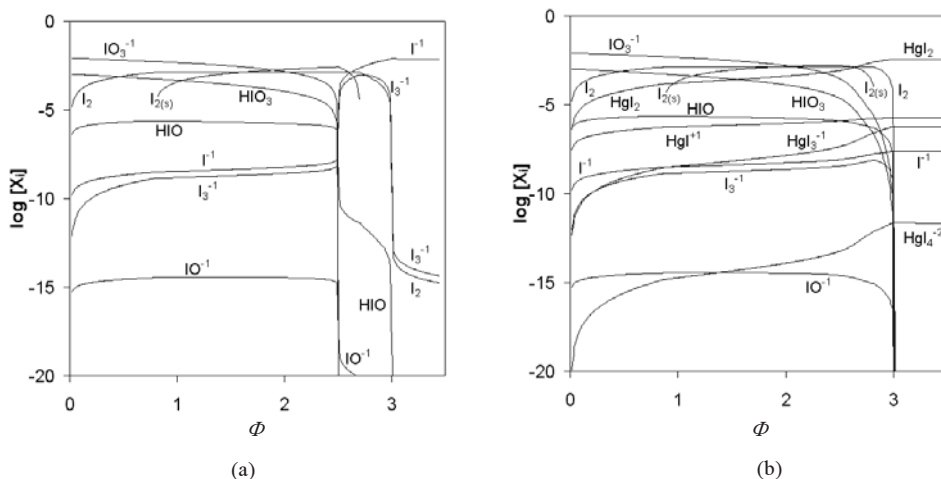 0
-5
-10
-15
-20
log [Xᵢ]
IO₃⁻¹
I⁻¹
I₂
I₂₍ₛ₎
HIO₃
I₃⁻¹
HIO
I⁻¹
I₃⁻¹
IO⁻¹
HIO
I₃⁻¹
I₂
IO⁻¹
0 1 2 3
Φ
(a)
0
-5
-10
-15
-20
log [Xᵢ]
IO₃⁻¹
HgI₂
I₂
HgI₂
I₂₍ₛ₎
HIO
HIO₃
I₂₍ₛ₎
I₂
HgI⁺¹
HgI₃⁻¹
I⁻¹
I₃⁻¹
I⁻¹
HgI₄⁻²
IO⁻¹
0 1 2 3
Φ
(b)